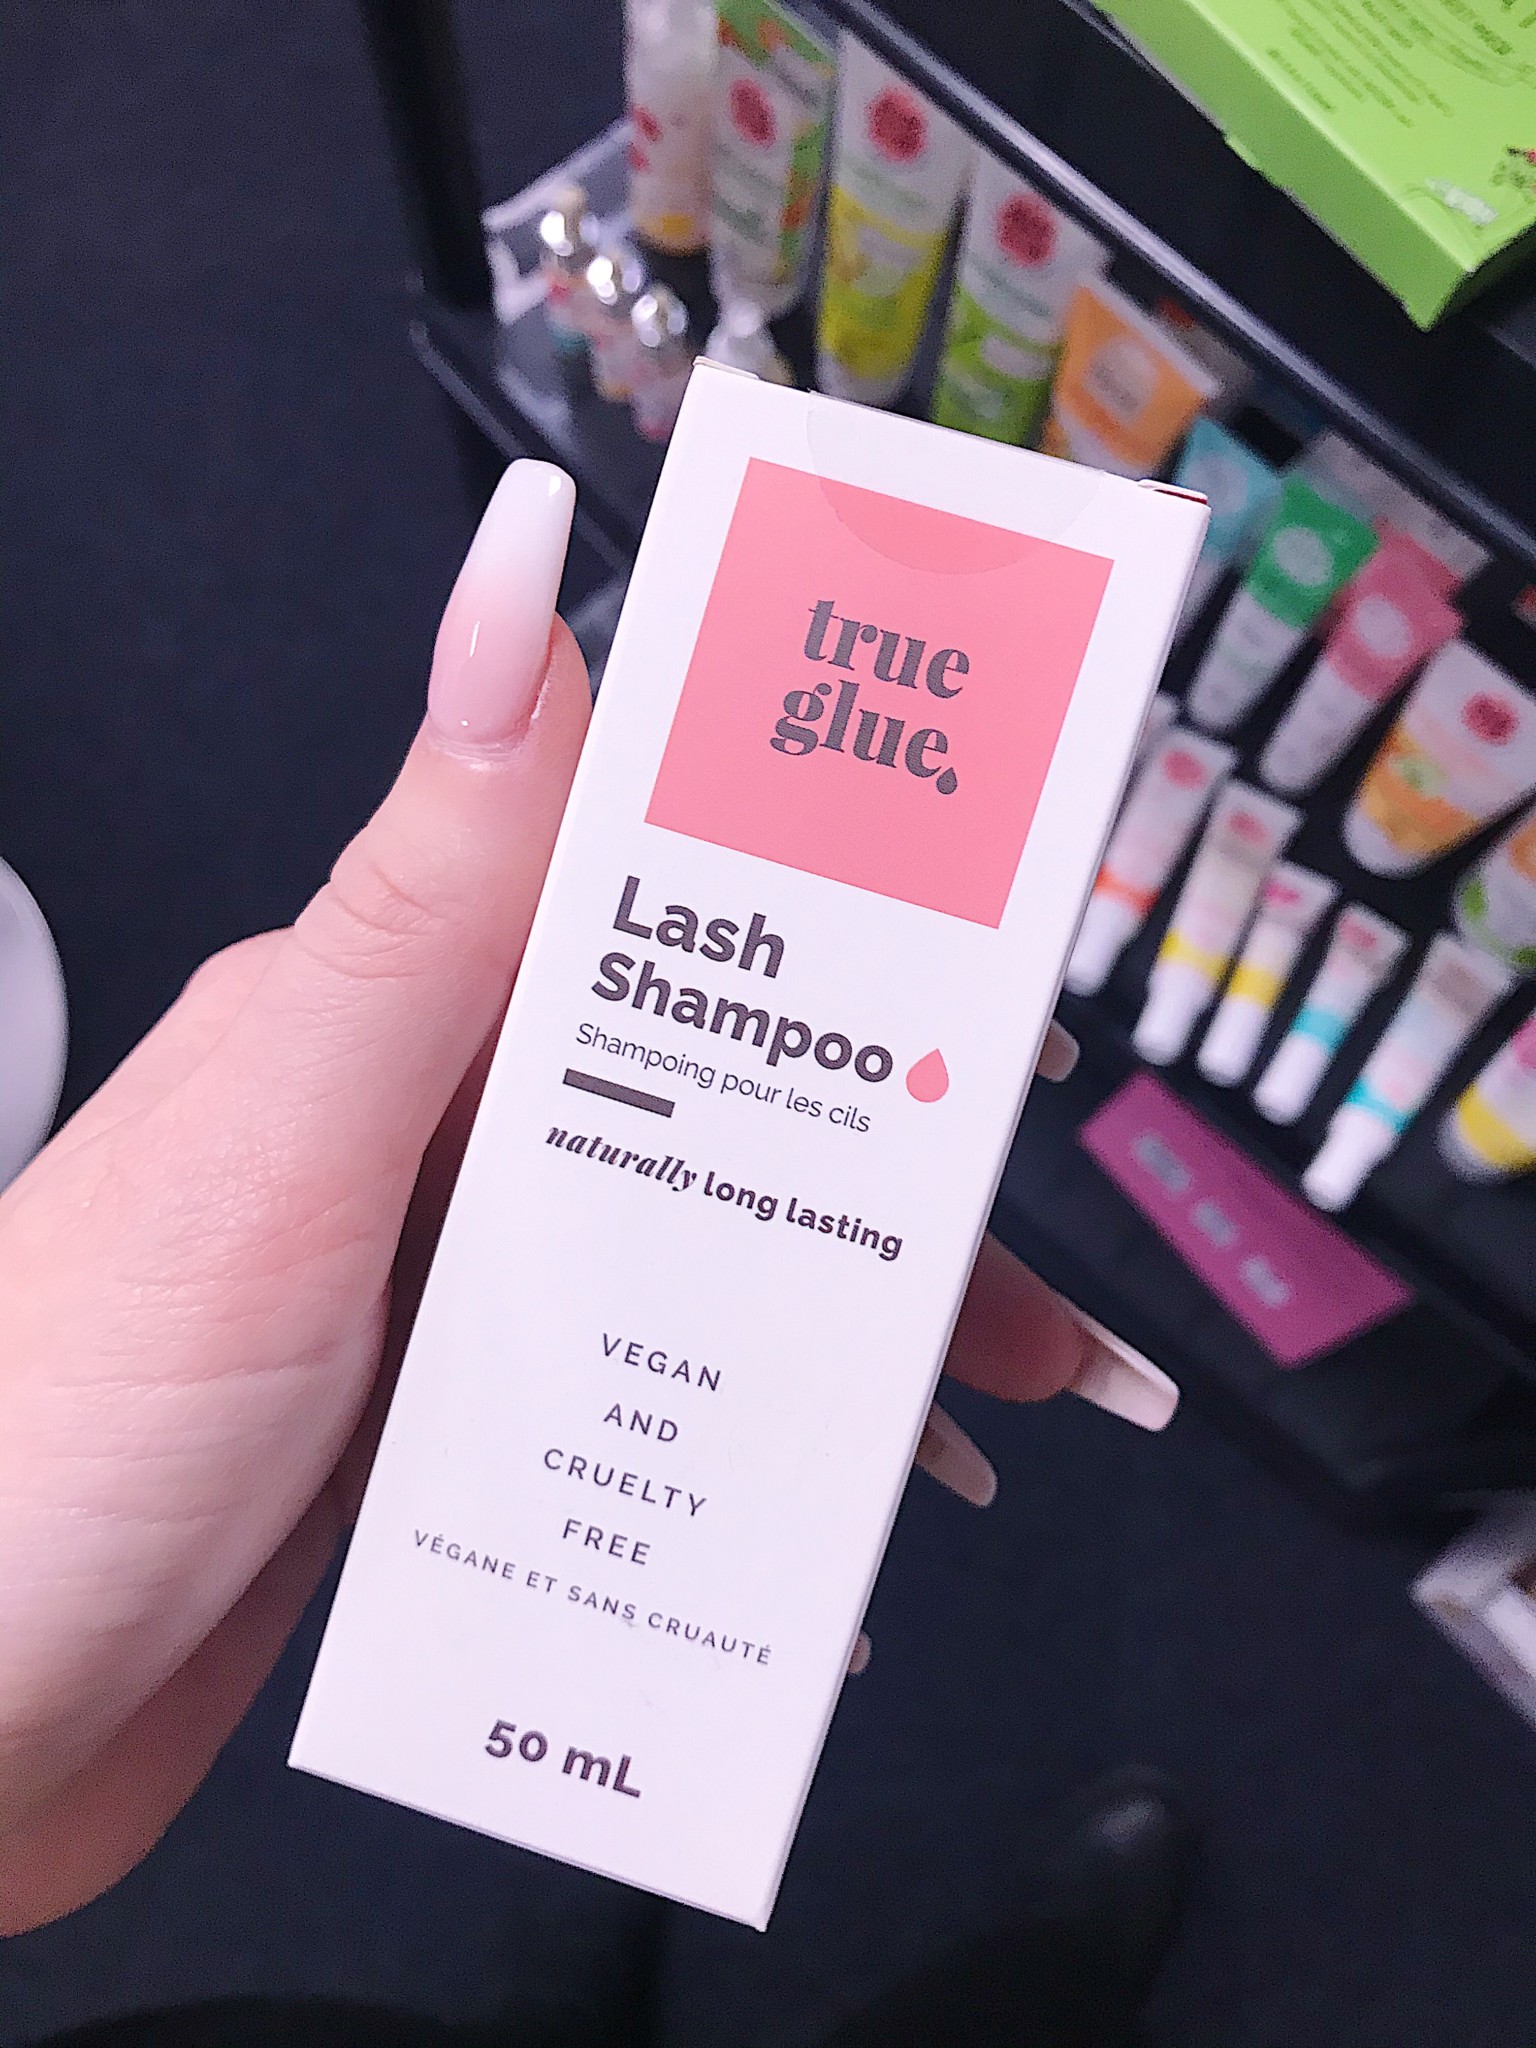 true
glue
Lash
Shampoo
Shampoing pour les cils
naturally long lasting
VEGAN
AND
CRUELTY
FREE
VÉGANE ET SANS CRUAUTÉ
50 mL